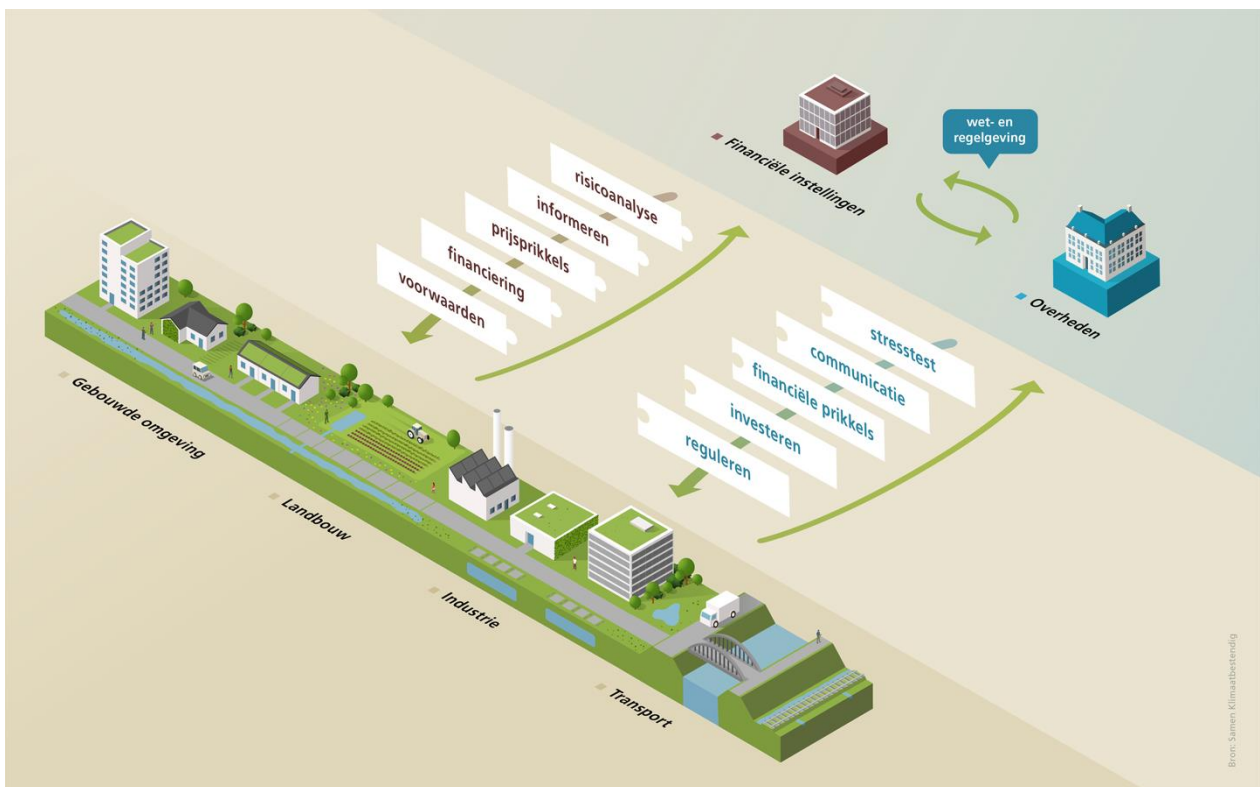 wet- en
regelgeving
Financiële instellingen
Overheden
risicoanalyse
informeren
prijsprikkels
financiering
voorwaarden
stresstest
communicatie
financiële prikkels
investeren
reguleren
Gebouwde omgeving
Landbouw
Industrie
Transport
Bron: Samen Klimaatbestendig